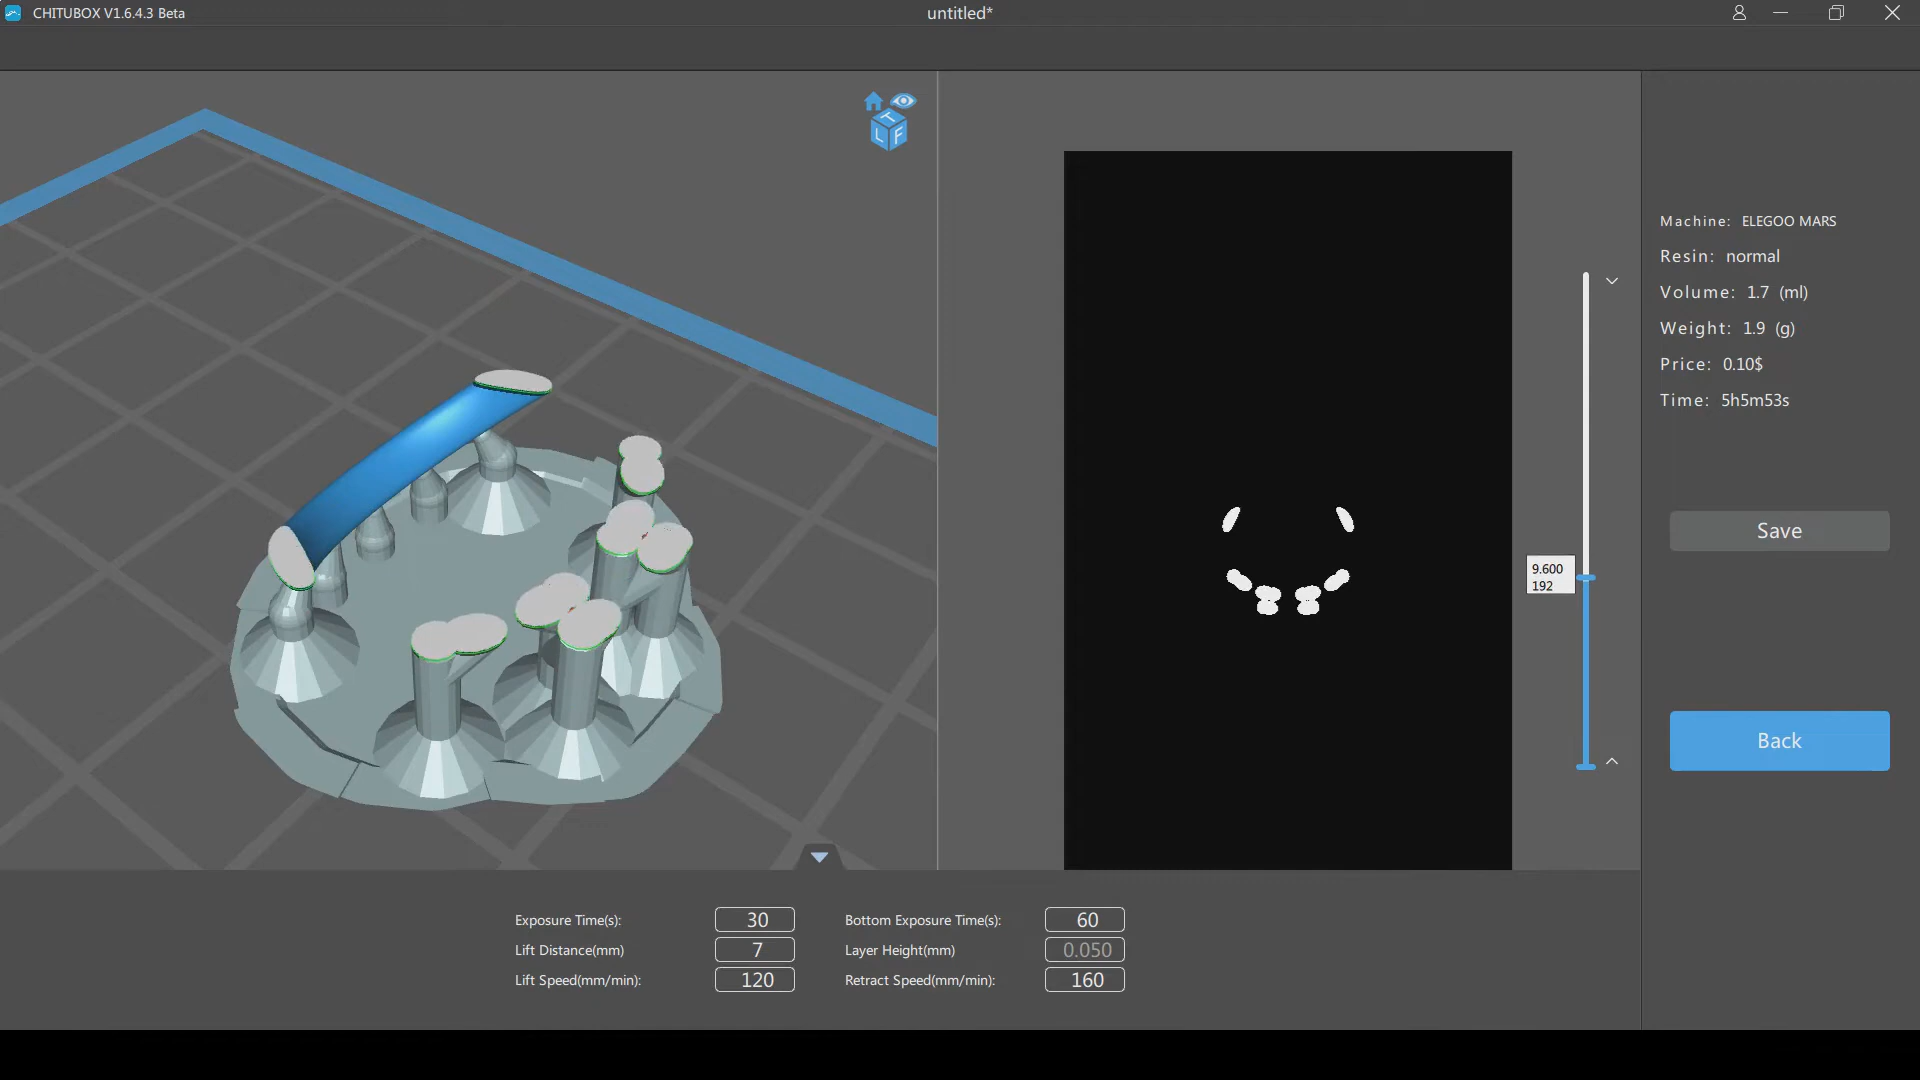 CHITUBOX V1.6.4.3 Beta
untitled*
T
L F
Machine: ELEGOO MARS
Resin: normal
Volume: 1.7 (ml)
Weight: 1.9 (g)
Price: 0.10$
Time: 5h5m53s
Save
9.600
192
Back
Exposure Time(s): 30 Bottom Exposure Time(s): 60
Lift Distance(mm) 7 Layer Height(mm) 0.050
Lift Speed(mm/min): 120 Retract Speed(mm/min): 160